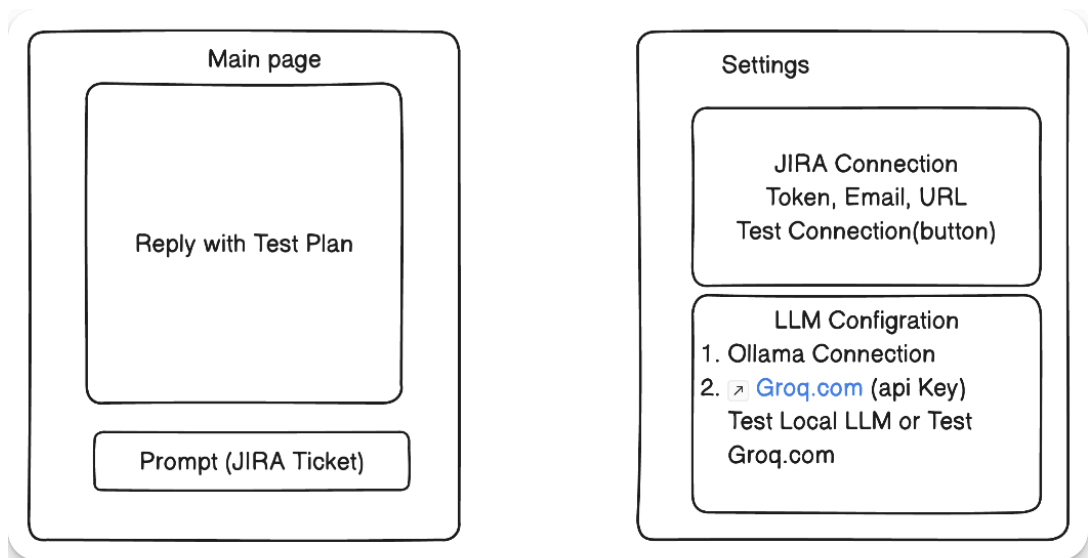 Main page
Reply with Test Plan
Prompt (JIRA Ticket)
Settings
JIRA Connection
Token, Email, URL
Test Connection(button)
LLM Configration
1. Ollama Connection
2. Groq.com (api Key)
Test Local LLM or Test
Groq.com